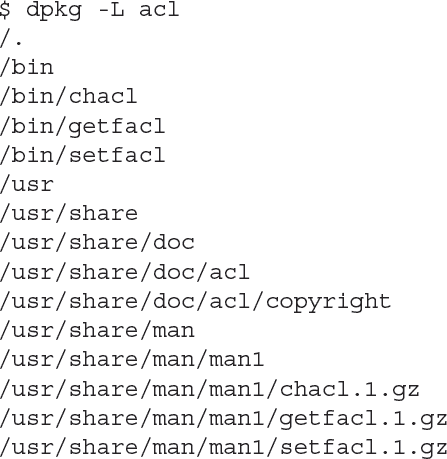 $ dpkg -L acl
/.
/bin
/bin/chacl
/bin/getfacl
/bin/setfacl
/usr
/usr/share
/usr/share/doc
/usr/share/doc/acl
/usr/share/doc/acl/copyright
/usr/share/man
/usr/share/man/man1
/usr/share/man/man1/chacl.1.gz
/usr/share/man/man1/getfacl.1.gz
/usr/share/man/man1/setfacl.1.gz